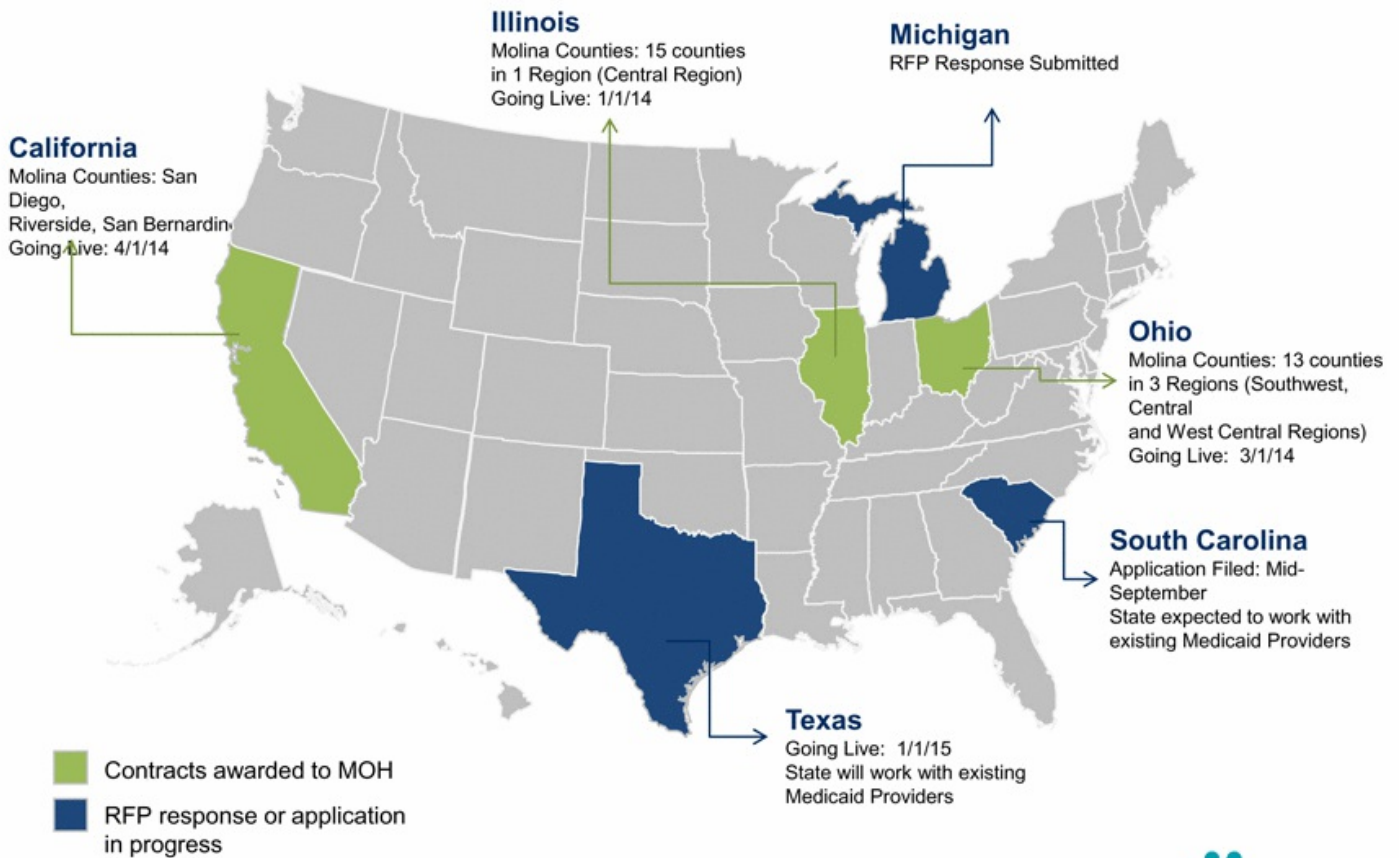 Illinois
Molina Counties: 15 counties
in 1 Region (Central Region)
Going Live: 1/1/14
Michigan
RFP Response Submitted
California
Molina Counties: San
Diego,
Riverside, San Bernardin
Going Live: 4/1/14
Ohio
Molina Counties: 13 counties
in 3 Regions (Southwest,
Central
and West Central Regions)
Going Live: 3/1/14
South Carolina
Application Filed: Mid-
September
State expected to work with
existing Medicaid Providers
Texas
Going Live: 1/1/15
State will work with existing
Medicaid Providers
Contracts awarded to MOH
RFP response or application
in progress